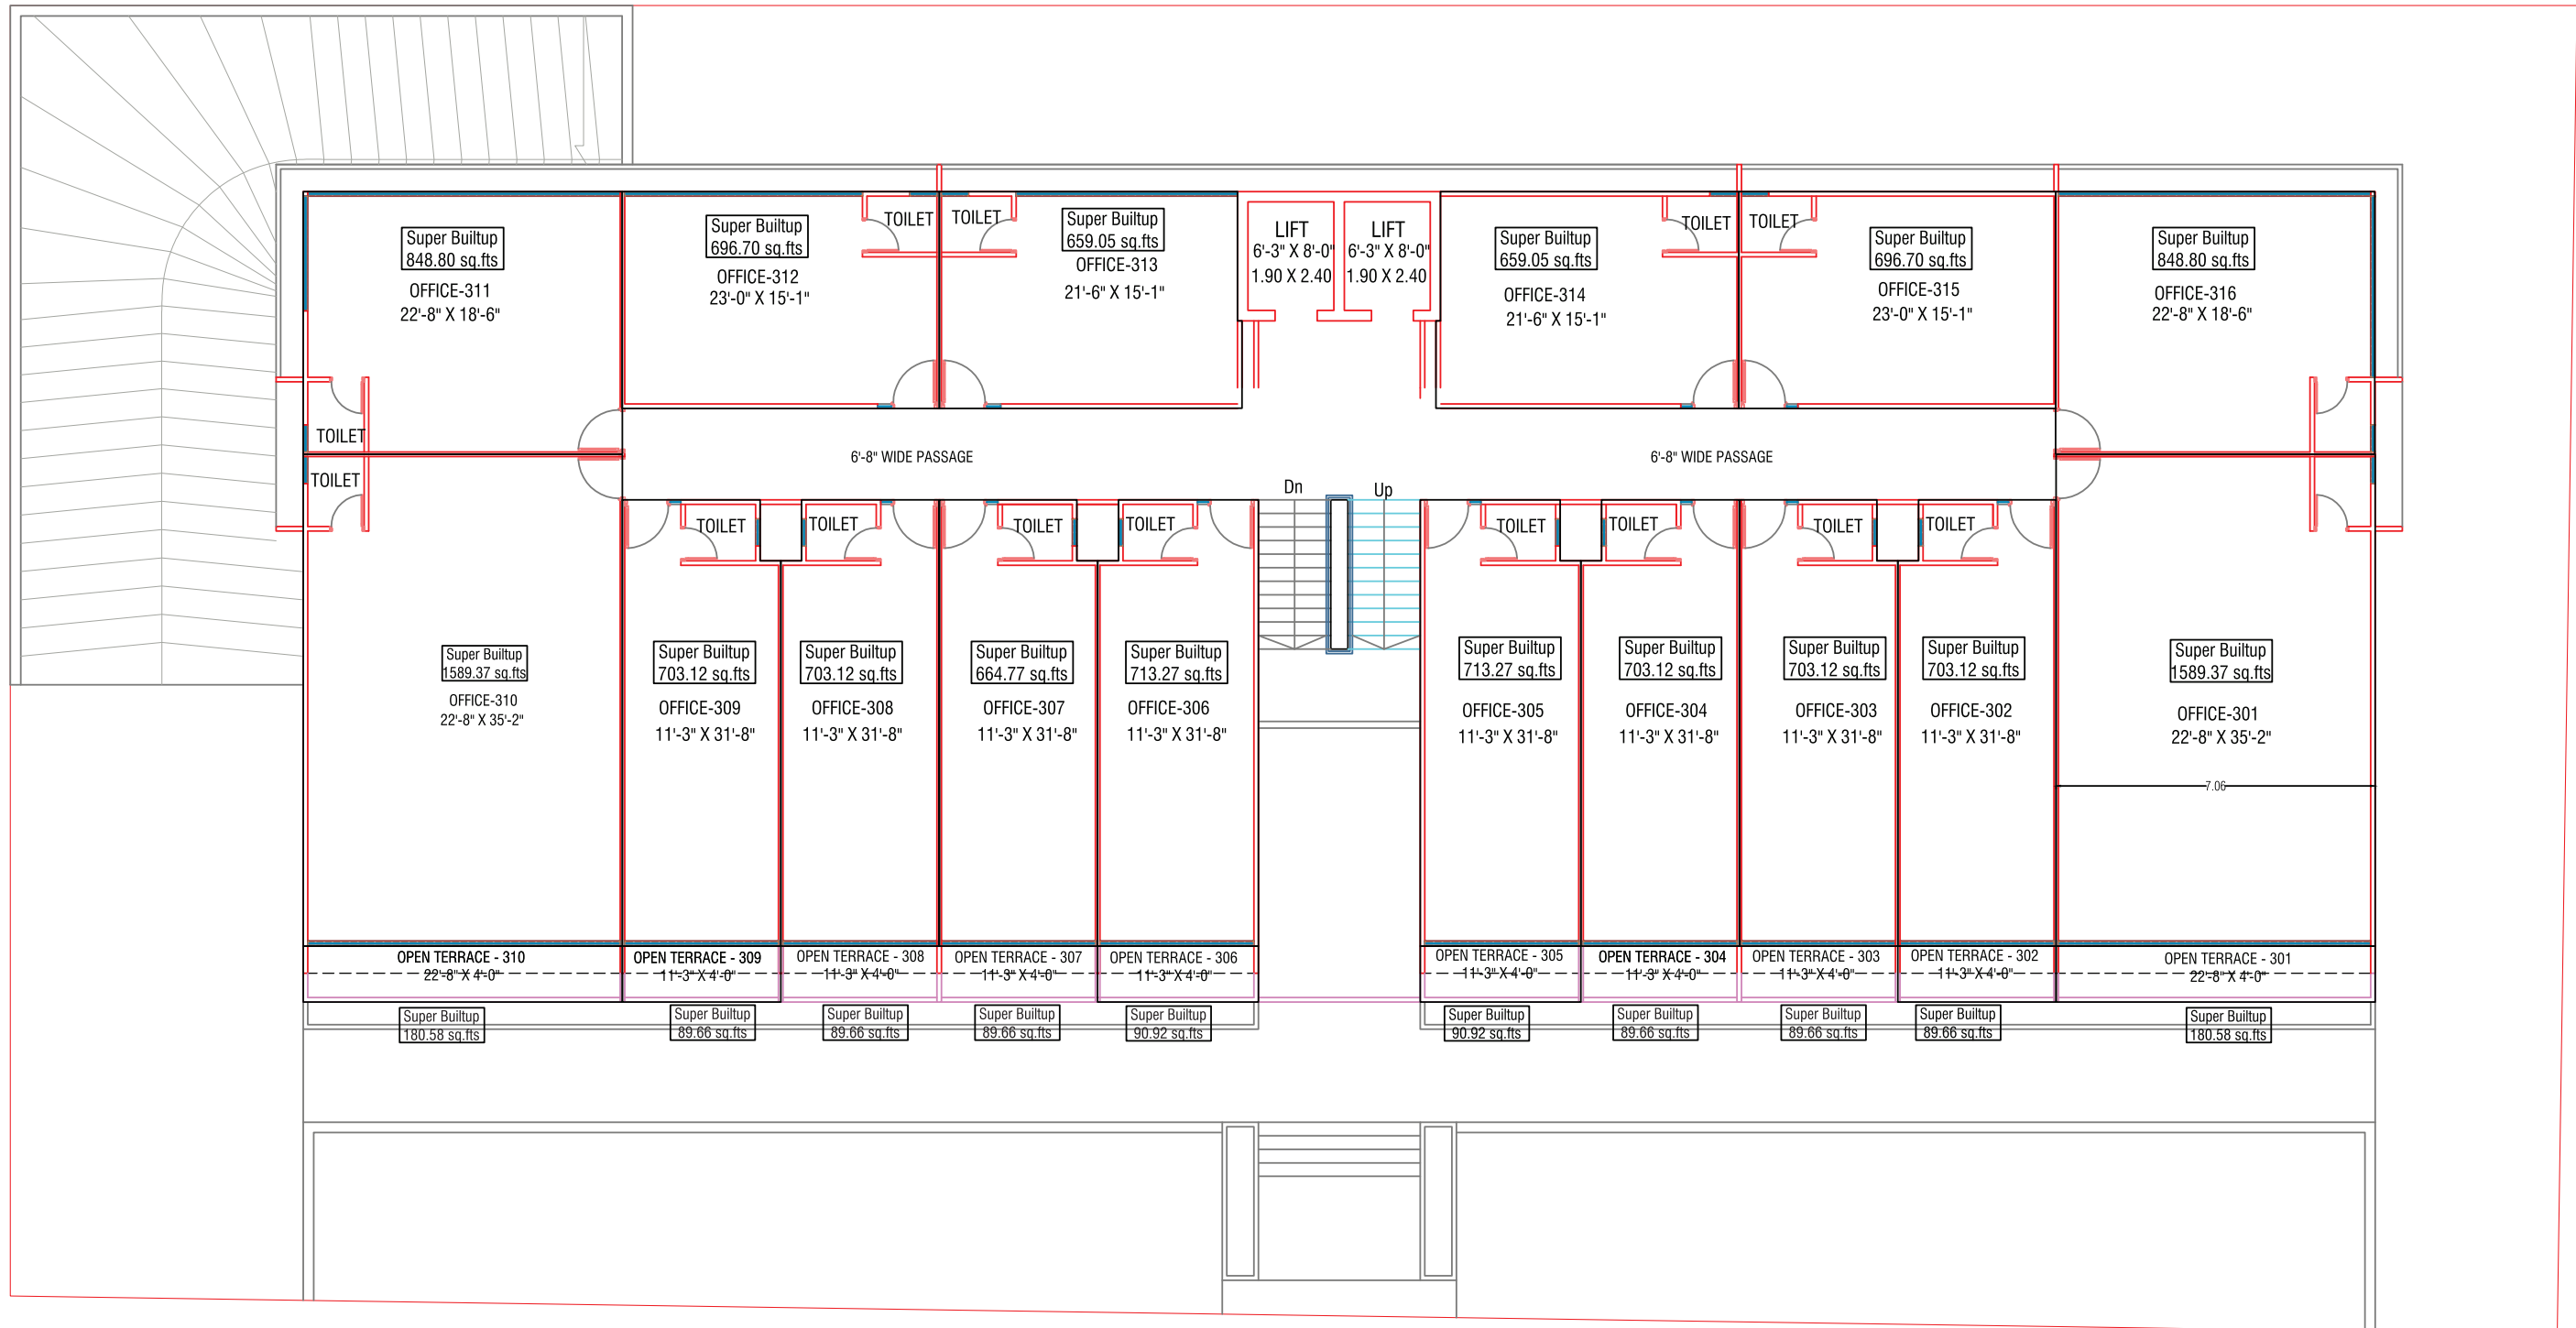 Super Builtup
848.80 sq.fts
OFFICE-311
22'-8" X 18'-6"
TOILET
Super Builtup
696.70 sq.fts
OFFICE-312
23'-0" X 15'-1"
TOILET
TOILET
Super Builtup
659.05 sq.fts
OFFICE-313
21'-6" X 15'-1"
LIFT
6'-3" X 8'-0"
1.90 X 2.40
LIFT
6'-3" X 8'-0"
1.90 X 2.40
Super Builtup
659.05 sq.fts
OFFICE-314
21'-6" X 15'-1"
TOILET
TOILET
Super Builtup
696.70 sq.fts
OFFICE-315
23'-0" X 15'-1"
Super Builtup
848.80 sq.fts
OFFICE-316
22'-8" X 18'-6"
6'-8" WIDE PASSAGE
6'-8" WIDE PASSAGE
Dn
Up
TOILET
TOILET
TOILET
TOILET
TOILET
TOILET
TOILET
TOILET
TOILET
Super Builtup
1589.37 sq.fts
OFFICE-310
22'-8" X 35'-2"
Super Builtup
703.12 sq.fts
OFFICE-309
11'-3" X 31'-8"
Super Builtup
703.12 sq.fts
OFFICE-308
11'-3" X 31'-8"
Super Builtup
664.77 sq.fts
OFFICE-307
11'-3" X 31'-8"
Super Builtup
713.27 sq.fts
OFFICE-306
11'-3" X 31'-8"
Super Builtup
713.27 sq.fts
OFFICE-305
11'-3" X 31'-8"
Super Builtup
703.12 sq.fts
OFFICE-304
11'-3" X 31'-8"
Super Builtup
703.12 sq.fts
OFFICE-303
11'-3" X 31'-8"
Super Builtup
703.12 sq.fts
OFFICE-302
11'-3" X 31'-8"
Super Builtup
1589.37 sq.fts
OFFICE-301
22'-8" X 35'-2"
7.06
OPEN TERRACE - 310
22'-8" X 4'-0"
OPEN TERRACE - 309
11'-3" X 4'-0"
OPEN TERRACE - 308
11'-3" X 4'-0"
OPEN TERRACE - 307
11'-3" X 4'-0"
OPEN TERRACE - 306
11'-3" X 4'-0"
OPEN TERRACE - 305
11'-3" X 4'-0"
OPEN TERRACE - 304
11'-3" X 4'-0"
OPEN TERRACE - 303
11'-3" X 4'-0"
OPEN TERRACE - 302
11'-3" X 4'-0"
OPEN TERRACE - 301
22'-8" X 4'-0"
Super Builtup
180.58 sq.fts
Super Builtup
89.66 sq.fts
Super Builtup
89.66 sq.fts
Super Builtup
89.66 sq.fts
Super Builtup
90.92 sq.fts
Super Builtup
90.92 sq.fts
Super Builtup
89.66 sq.fts
Super Builtup
89.66 sq.fts
Super Builtup
89.66 sq.fts
Super Builtup
180.58 sq.fts